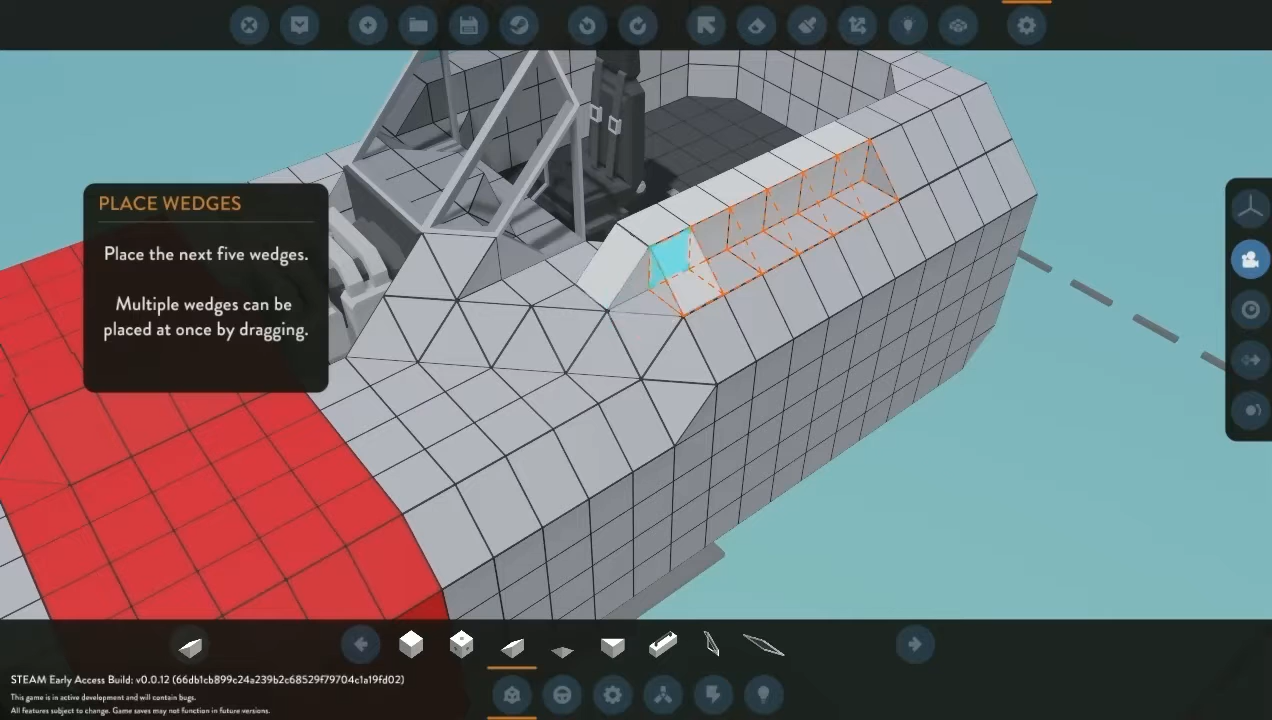 PLACE WEDGES
Place the next five wedges.
Multiple wedges can be
placed at once by dragging.
STEAM Early Access Build: v0.0.12 (66db1cb899c24a239b2c68529f79704c1a19fd02)
This game is in active development and will contain bugs.
All features subject to change. Game saves may not function in future versions.